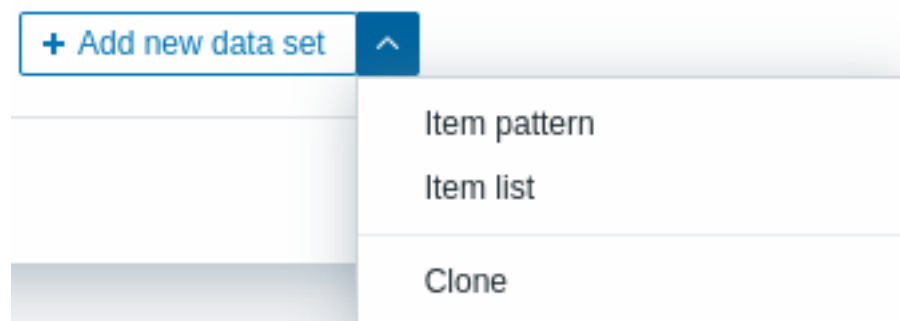 + Add new data set
Item pattern
Item list
Clone